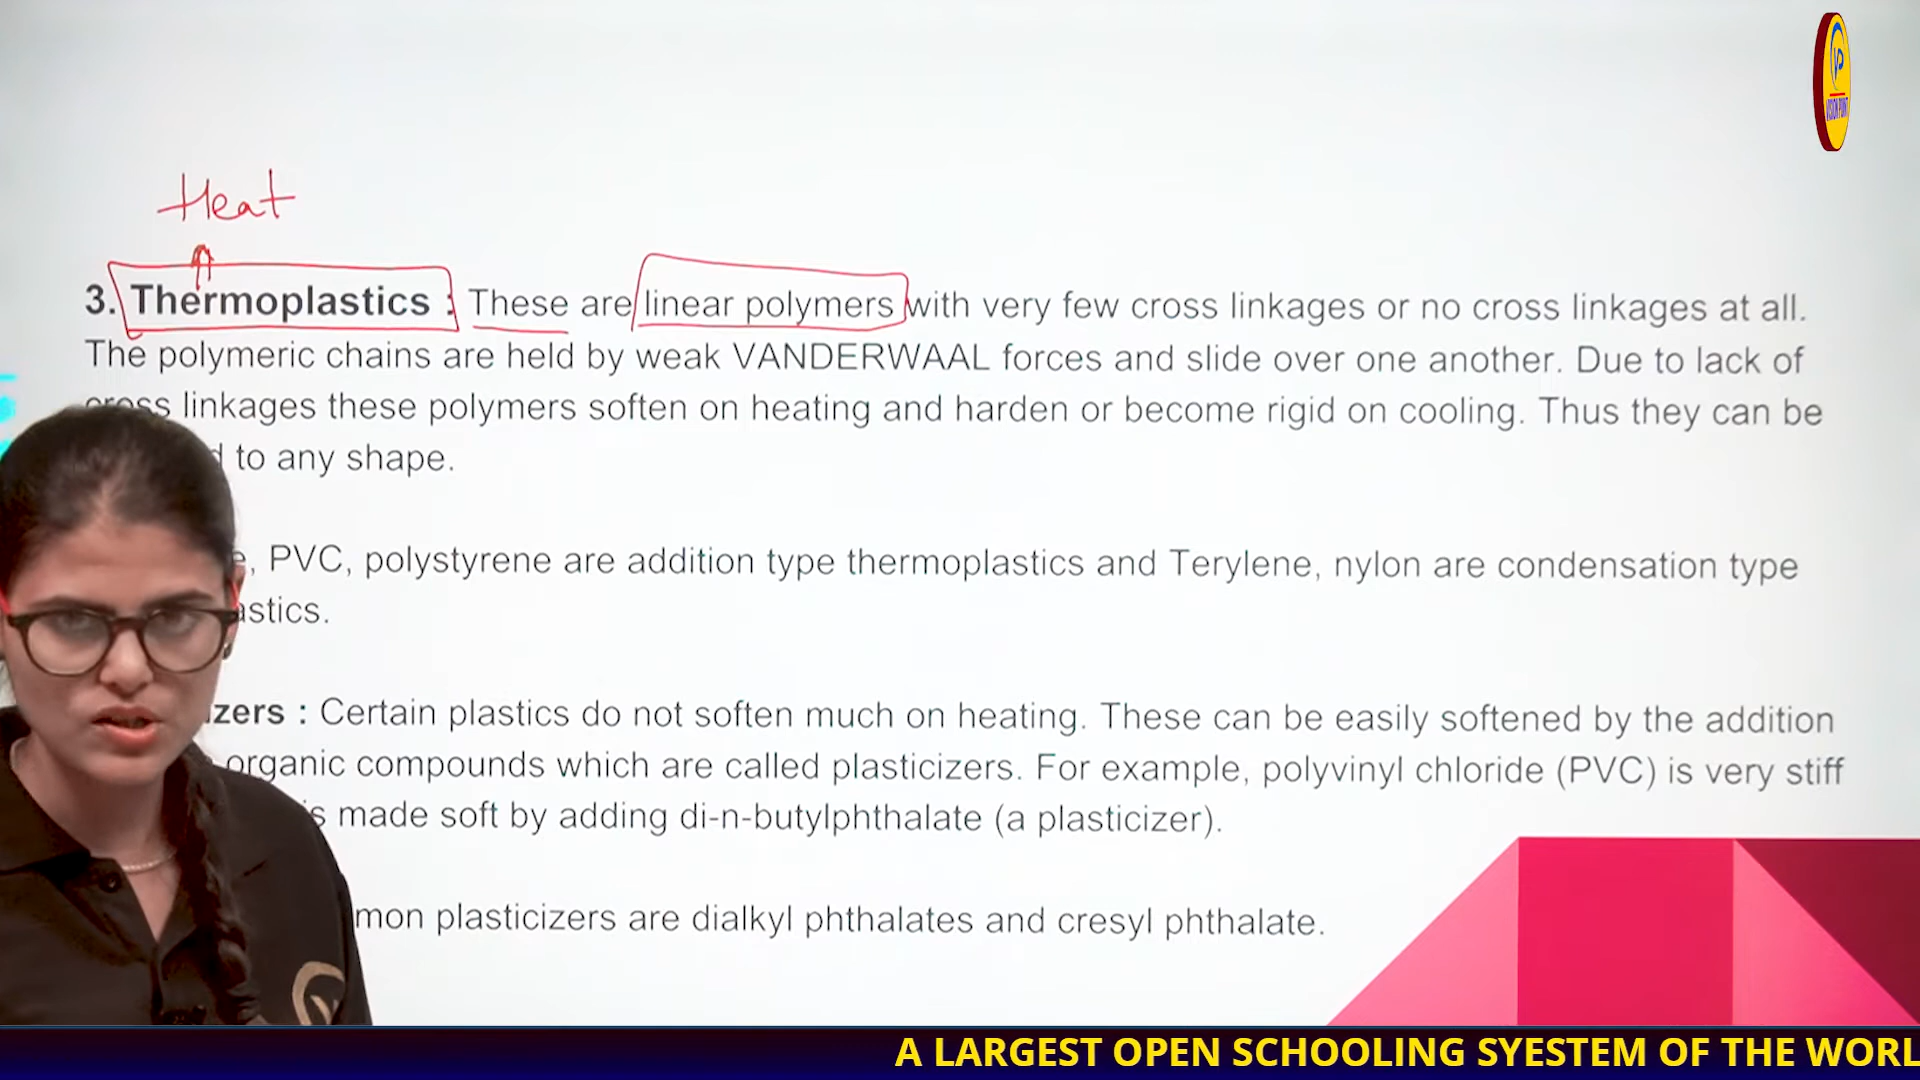 VISION POINT
Heat
3. Thermoplastics : These are linear polymers with very few cross linkages or no cross linkages at all.
The polymeric chains are held by weak VANDERWAAL forces and slide over one another. Due to lack of
cross linkages these polymers soften on heating and harden or become rigid on cooling. Thus they can be
to any shape.
PVC, polystyrene are addition type thermoplastics and Terylene, nylon are condensation type
astics.
zers : Certain plastics do not soften much on heating. These can be easily softened by the addition
organic compounds which are called plasticizers. For example, polyvinyl chloride (PVC) is very stiff
s made soft by adding di-n-butylphthalate (a plasticizer).
mon plasticizers are dialkyl phthalates and cresyl phthalate.
A LARGEST OPEN SCHOOLING SYESTEM OF THE WORL